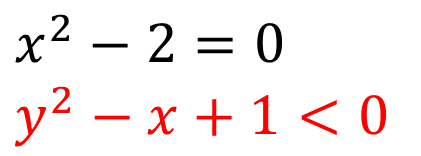 x² − 2 = 0
y² − x + 1 < 0